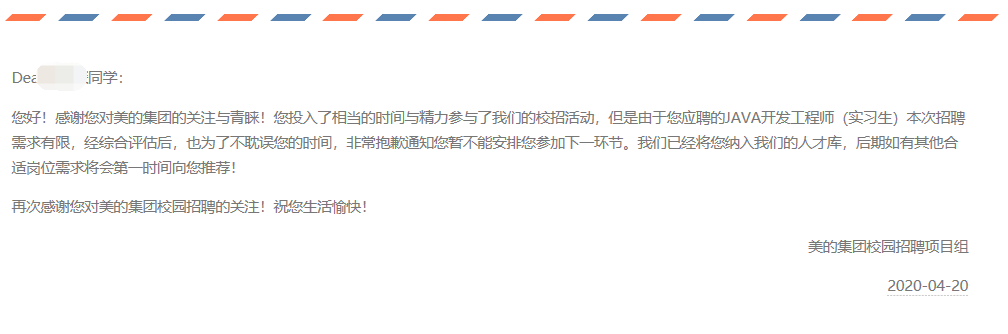 Dea 同学：
您好！感谢您对美的集团的关注与青睐！您投入了相当的时间与精力参与了我们的校招活动，但是由于您应聘的JAVA开发工程师（实习生）本次招聘
需求有限，经综合评估后，也为了不耽误您的时间，非常抱歉通知您暂不能安排您参加下一环节。我们已经将您纳入我们的人才库，后期如有其他合
适岗位需求将会第一时间向您推荐！
再次感谢您对美的集团校园招聘的关注！祝您生活愉快！
美的集团校园招聘项目组
2020-04-20